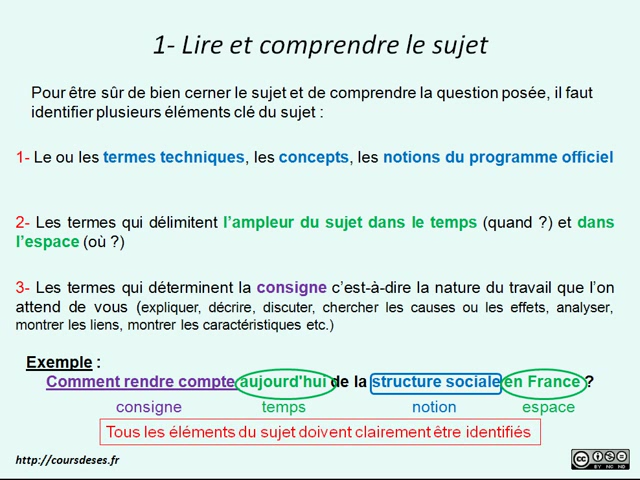 1- Lire et comprendre le sujet
Pour être sûr de bien cerner le sujet et de comprendre la question posée, il faut
identifier plusieurs éléments clé du sujet :
1- Le ou les termes techniques, les concepts, les notions du programme officiel
2- Les termes qui délimitent l’ampleur du sujet dans le temps (quand ?) et dans
l’espace (où ?)
3- Les termes qui déterminent la consigne c’est-à-dire la nature du travail que l’on
attend de vous (expliquer, décrire, discuter, chercher les causes ou les effets, analyser,
montrer les liens, montrer les caractéristiques etc.)
Exemple :
Comment rendre compte aujourd'hui de la structure sociale en France ?
consigne temps notion espace
Tous les éléments du sujet doivent clairement être identifiés
http://coursdeses.fr
cc BY NC ND